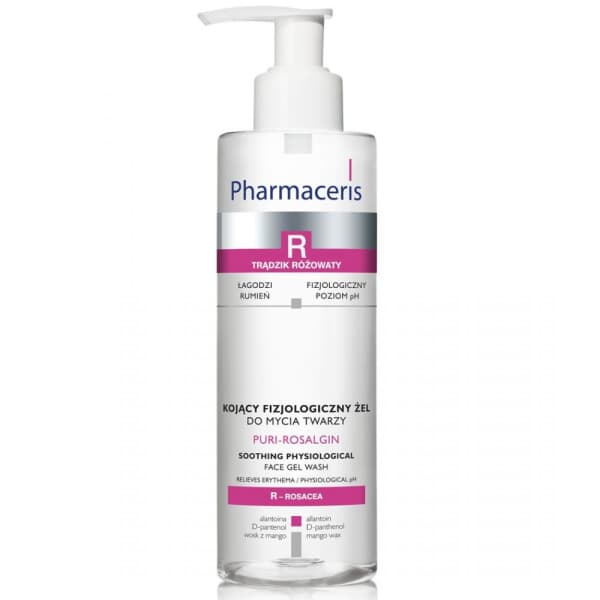 Pharmaceris
R
TRĄDZIK RÓŻOWATY
ŁAGODZI
RUMIEŃ
FIZJOLOGICZNY
POZIOM pH
KOJĄCY FIZJOLOGICZNY ŻEL
DO MYCIA TWARZY
PURI-ROSALGIN
SOOTHING PHYSIOLOGICAL
FACE GEL WASH
RELIEVES ERYTHEMA / PHYSIOLOGICAL pH
R – ROSACEA
alantoina
D-pantenol
wosk z mango
allantoin
D-panthenol
mango wax